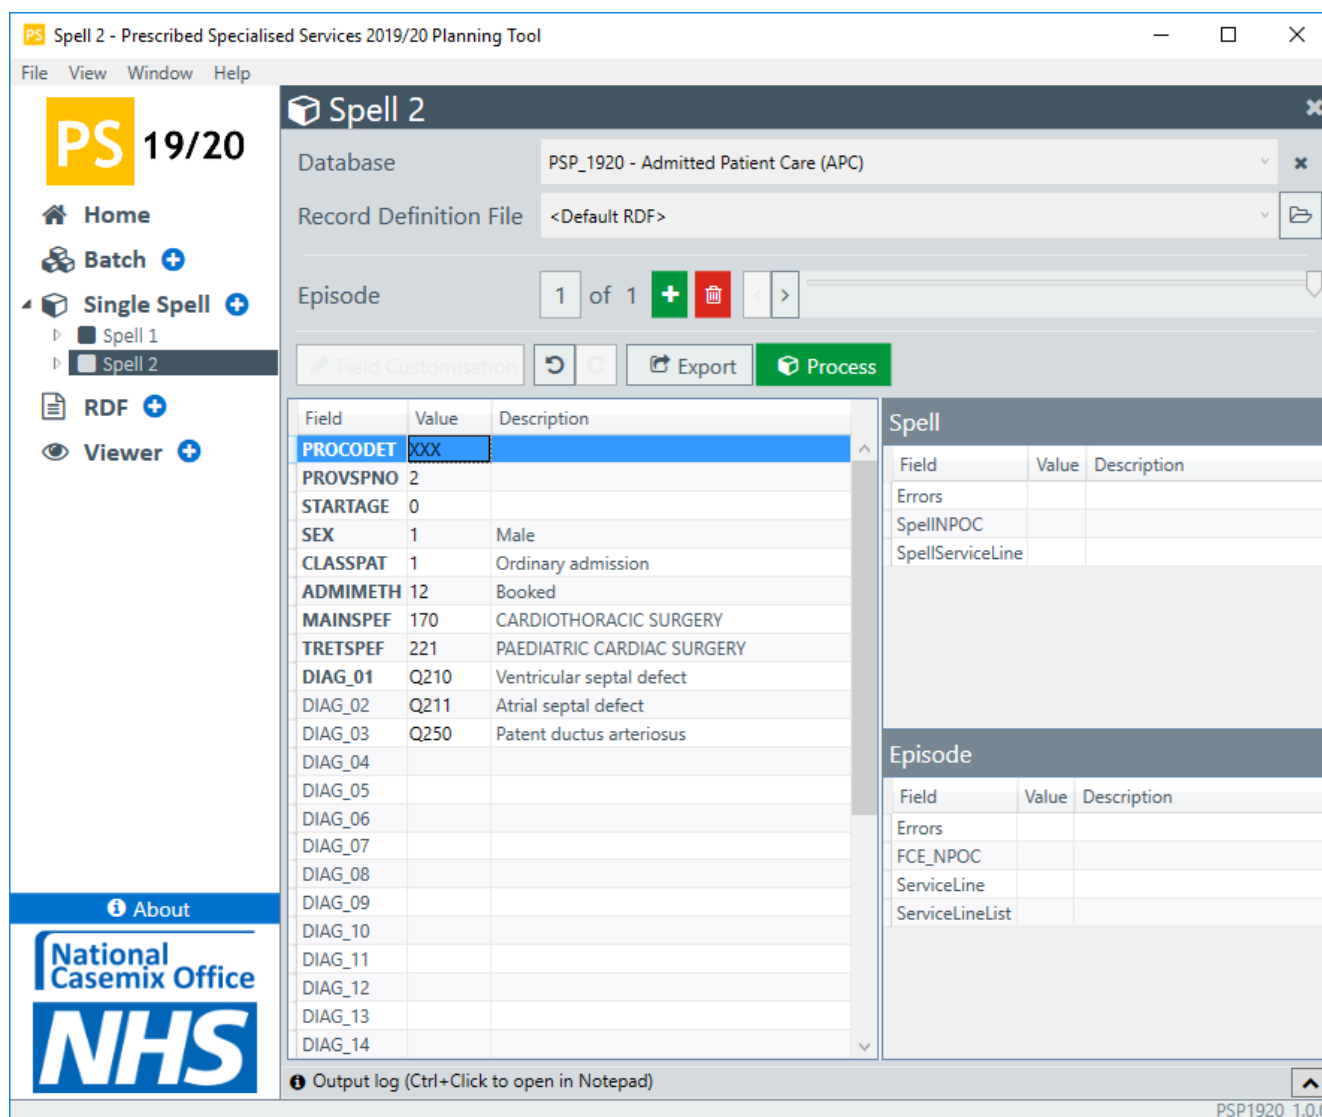 PS Spell 2 - Prescribed Specialised Services 2019/20 Planning Tool
File View Window Help
PS 19/20
Home
Batch
Single Spell
Spell 1
Spell 2
RDF
Viewer
About
National
Casemix Office
NHS
Spell 2
Database PSP_1920 - Admitted Patient Care (APC)
Record Definition File <Default RDF>
Episode 1 of 1
Field Customisation Export Process
Field Value Description
PROCODET XXX
PROVSPNO 2
STARTAGE 0
SEX 1 Male
CLASSPAT 1 Ordinary admission
ADMIMETH 12 Booked
MAINSPEF 170 CARDIOTHORACIC SURGERY
TRETSPEF 221 PAEDIATRIC CARDIAC SURGERY
DIAG_01 Q210 Ventricular septal defect
DIAG_02 Q211 Atrial septal defect
DIAG_03 Q250 Patent ductus arteriosus
DIAG_04
DIAG_05
DIAG_06
DIAG_07
DIAG_08
DIAG_09
DIAG_10
DIAG_11
DIAG_12
DIAG_13
DIAG_14
Spell
Field Value Description
Errors
SpellNPOC
SpellServiceLine
Episode
Field Value Description
Errors
FCE_NPOC
ServiceLine
ServiceLineList
Output log (Ctrl+Click to open in Notepad)